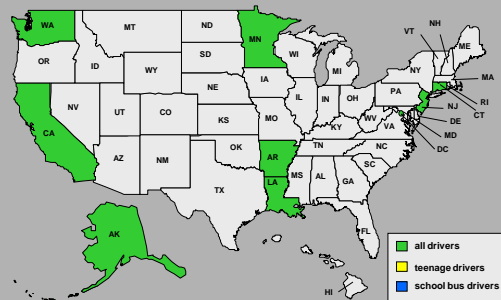 WA
MT
ND
MN
NH
VT
ME
OR
ID
SD
WI
MI
NY
MA
WY
NE
IA
PA
RI
NV
UT
CO
KS
MO
IL
IN
OH
NJ
CT
DE
CA
KY
WV
VA
MD
DC
AZ
NM
OK
AR
TN
NC
SC
TX
LA
MS
AL
GA
FL
AK
HI
all drivers
teenage drivers
school bus drivers